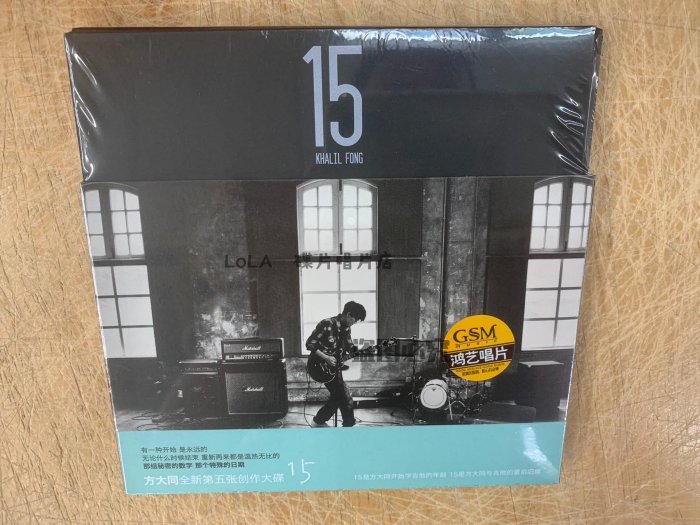 15
KHALIL FONG
LoLA 碟片唱片店
Marshall
Marshall
GSM
MUSIC
鸿艺唱片
有一种开始 是永远的
无论什么时候结束 重新再来都是温热无比的
那组秘密的数字 那个特殊的日期
方大同全新第五张创作大碟 15
15是方大同开始学吉他的年龄 15是方大同与吉他的重前旧缘